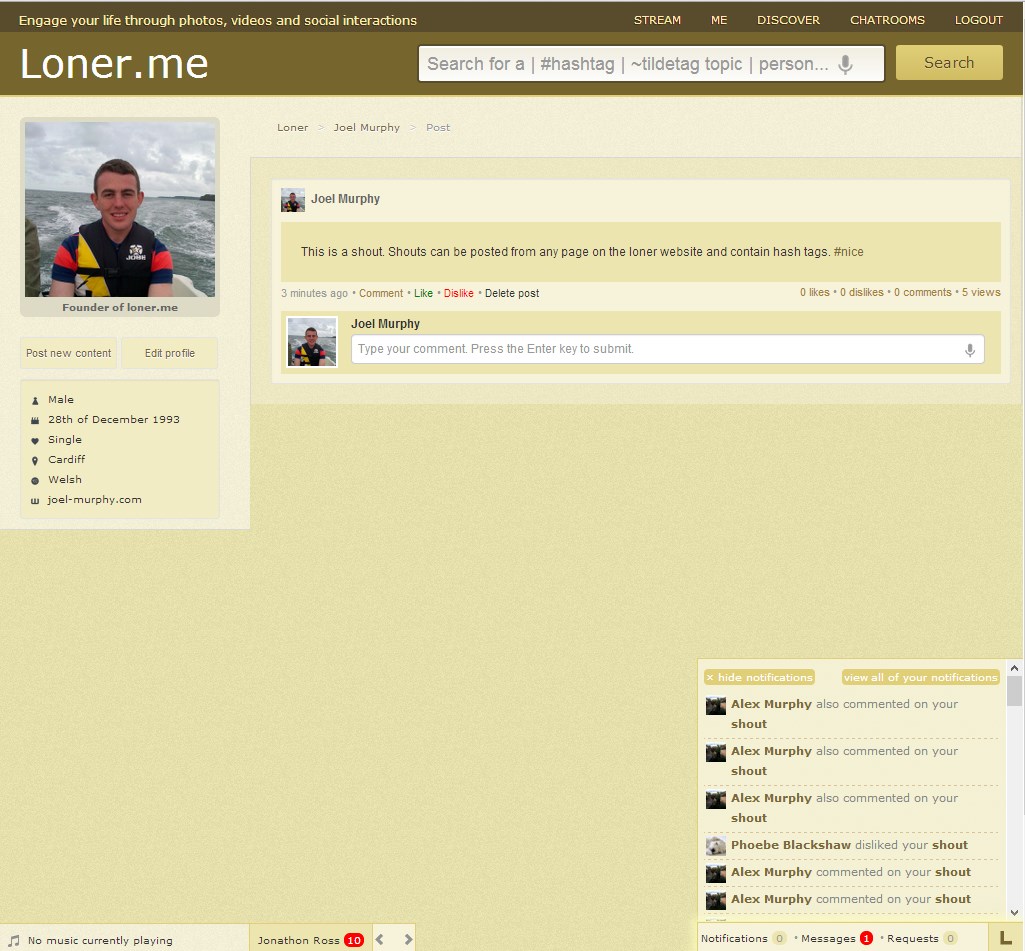 Engage your life through photos, videos and social interactions
STREAM ME DISCOVER CHATROOMS LOGOUT
Loner.me
Search for a | #hashtag | ~tildetag topic | person...
Search
Loner > Joel Murphy > Post
Founder of loner.me
Post new content
Edit profile
Male
28th of December 1993
Single
Cardiff
Welsh
joel-murphy.com
Joel Murphy
This is a shout. Shouts can be posted from any page on the loner website and contain hash tags. #nice
3 minutes ago • Comment • Like • Dislike • Delete post
0 likes • 0 dislikes • 0 comments • 5 views
Joel Murphy
Type your comment. Press the Enter key to submit.
× hide notifications
view all of your notifications
Alex Murphy also commented on your
shout
Alex Murphy also commented on your
shout
Alex Murphy also commented on your
shout
Phoebe Blackshaw disliked your shout
Alex Murphy commented on your shout
Alex Murphy commented on your shout
No music currently playing
Jonathon Ross 10
Notifications 0 • Messages 1 • Requests 0
L